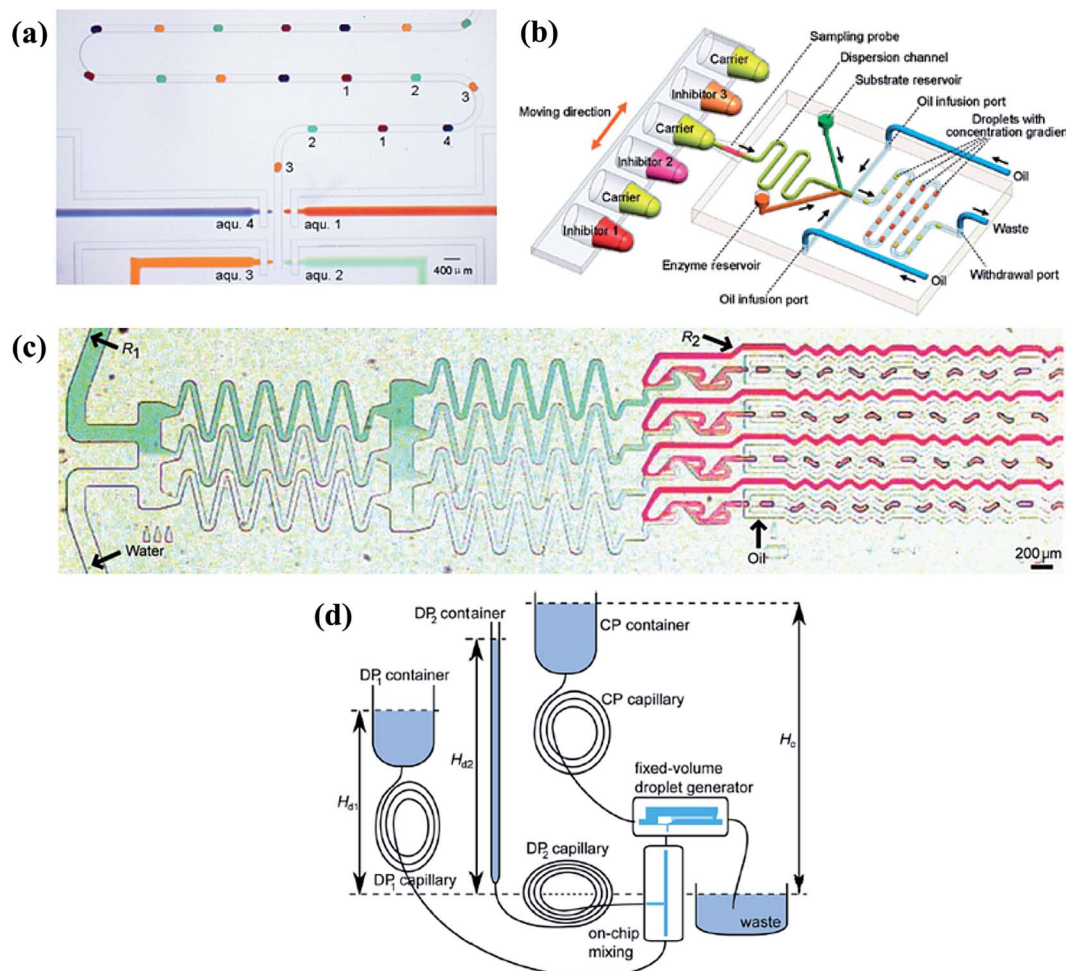 (a)
1
2
3
2
1
4
3
aqu. 4
aqu. 1
aqu. 3
aqu. 2
400 µm
(b)
Sampling probe
Dispersion channel
Substrate reservoir
Oil infusion port
Droplets with
concentration gradien
Moving direction
Carrier
Inhibitor 3
Carrier
Inhibitor 2
Carrier
Inhibitor 1
Oil
Waste
Enzyme reservoir
Oil infusion port
Oil
Withdrawal port
(c)
R1
R2
Water
Oil
200 µm
(d)
DP2 container
CP container
DP1 container
CP capillary
Hd1
Hd2
Hc
fixed-volume
droplet generator
DP2 capillary
DP1 capillary
on-chip
mixing
waste